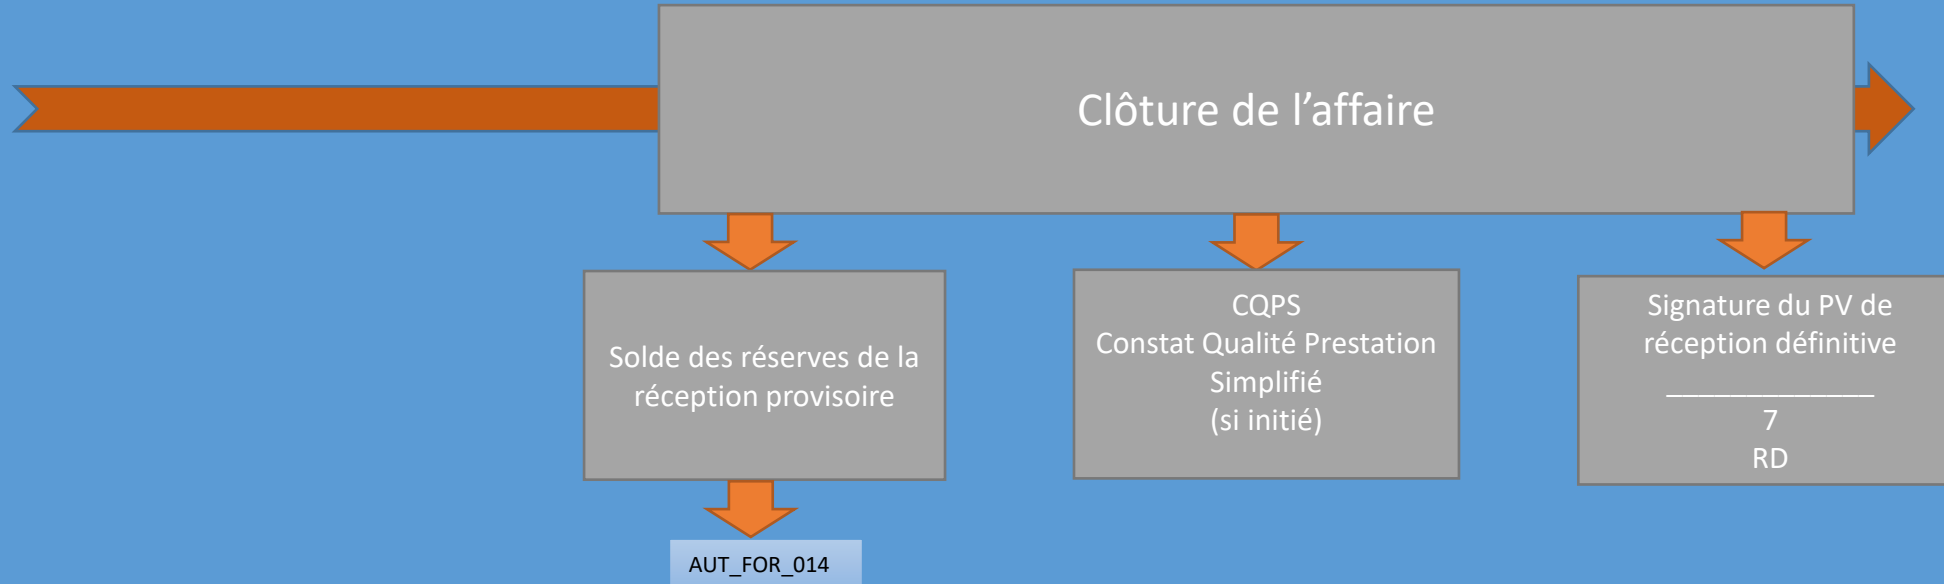 Clôture de l’affaire
Solde des réserves de la
réception provisoire
CQPS
Constat Qualité Prestation
Simplifié
(si initié)
Signature du PV de
réception définitive
_____________
7
RD
AUT_FOR_014